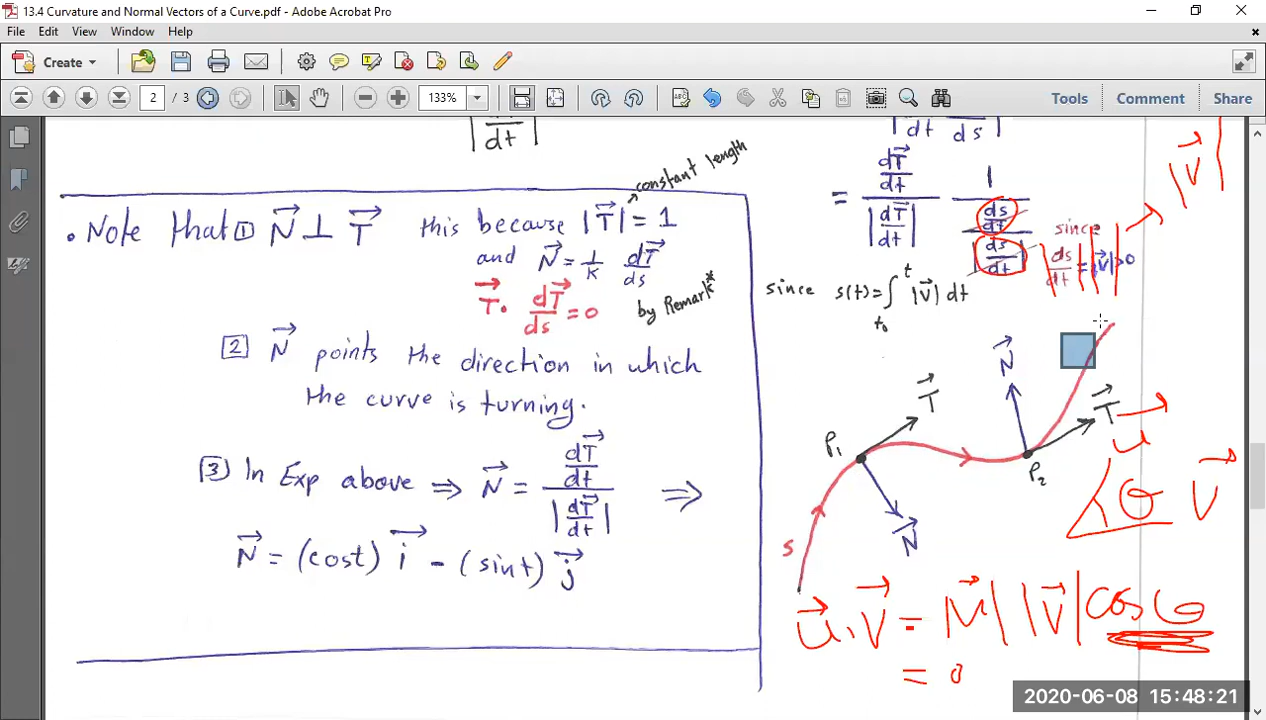 13.4 Curvature and Normal Vectors of a Curve.pdf - Adobe Acrobat Pro
File Edit View Window Help
Create
2 / 3 133% Tools Comment Share
|dt|
constant length
• Note that ① N⃗ ⊥ T⃗ this because |T⃗| = 1
and N⃗ = 1/K dT⃗/ds
T⃗ · dT⃗/ds = 0
by Remark*
2 N⃗ points the direction in which
the curve is turning.
3 In Exp above ⇒ N⃗ = (dT⃗/dt) / |dT⃗/dt| ⇒
N⃗ = (cost) i⃗ - (sint) j⃗
|dt ds|
= (dT⃗/dt) / |dT⃗/dt| 1 / ((ds/dt) / |ds/dt|)
since
ds/dt = |V⃗| > 0
|V⃗|
since s(t) = ∫ t₀ t |V⃗| dt
P₁ T⃗ N⃗
N⃗ T⃗ P₂
S
u⃗ θ V⃗
u⃗ . V⃗ = u⃗| |V⃗| cos θ
= 0
2020-06-08 15:48:21